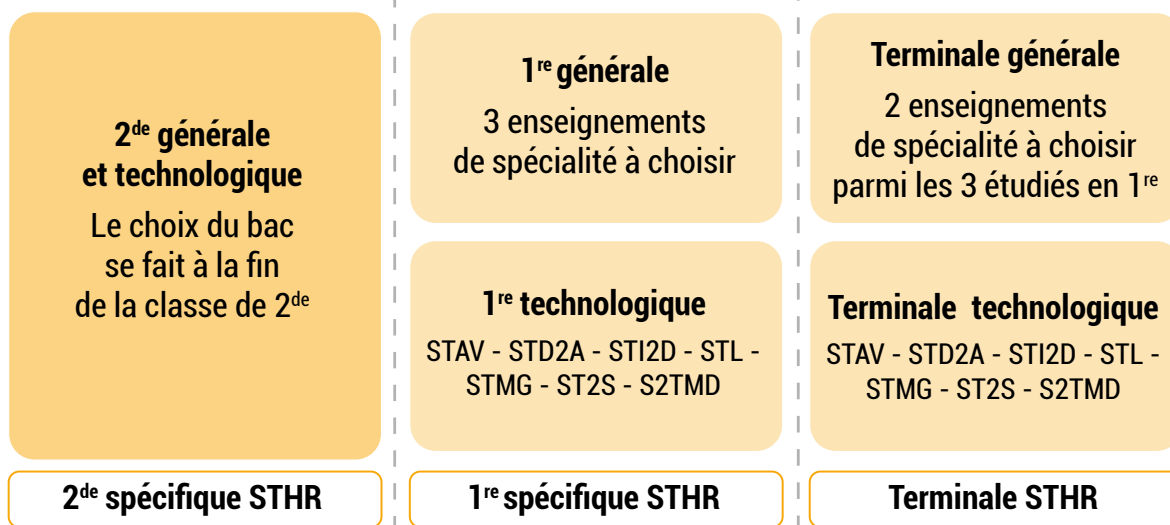 2de générale
et technologique
Le choix du bac
se fait à la fin
de la classe de 2de
1re générale
3 enseignements
de spécialité à choisir
Terminale générale
2 enseignements
de spécialité à choisir
parmi les 3 étudiés en 1re
1re technologique
STAV - STD2A - STI2D - STL -
STMG - ST2S - S2TMD
Terminale technologique
STAV - STD2A - STI2D - STL -
STMG - ST2S - S2TMD
2de spécifique STHR
1re spécifique STHR
Terminale STHR